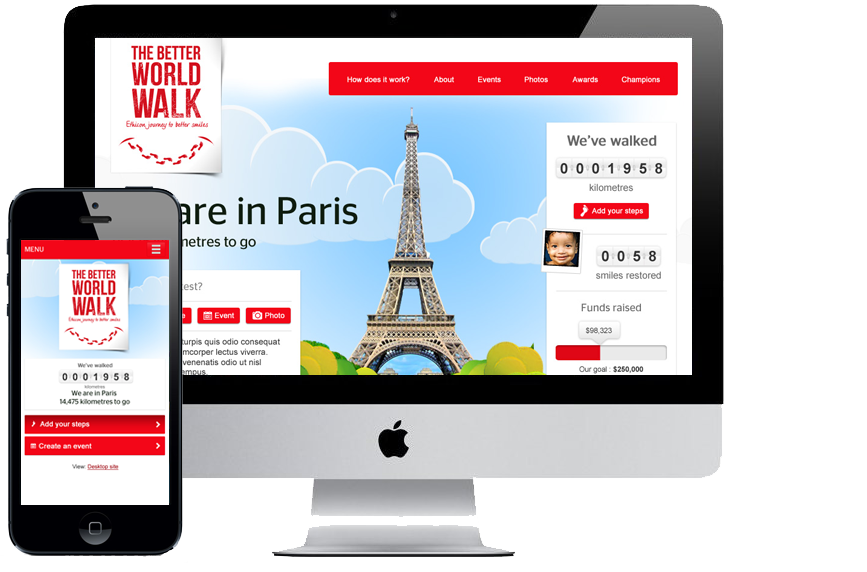 THE BETTER
WORLD
WALK
Ethicon journey to better smiles
How does it work? About Events Photos Awards Champions
We've walked
0 0 0 1 9 5 8
kilometres
Add your steps
are in Paris
metres to go
0 0 5 8
smiles restored
Funds raised
$98,323
Our goal : $250,000
Event Photo
turpis quis odio consequat
mcorper lectus viverra.
venenatis odio ut nisl
empus.
MENU
THE BETTER
WORLD
WALK
Ethicon journey to better smiles
We've walked
0 0 0 1 9 5 8
kilometres
We are in Paris
14,475 kilometres to go
Add your steps
Create an event
View: Desktop site